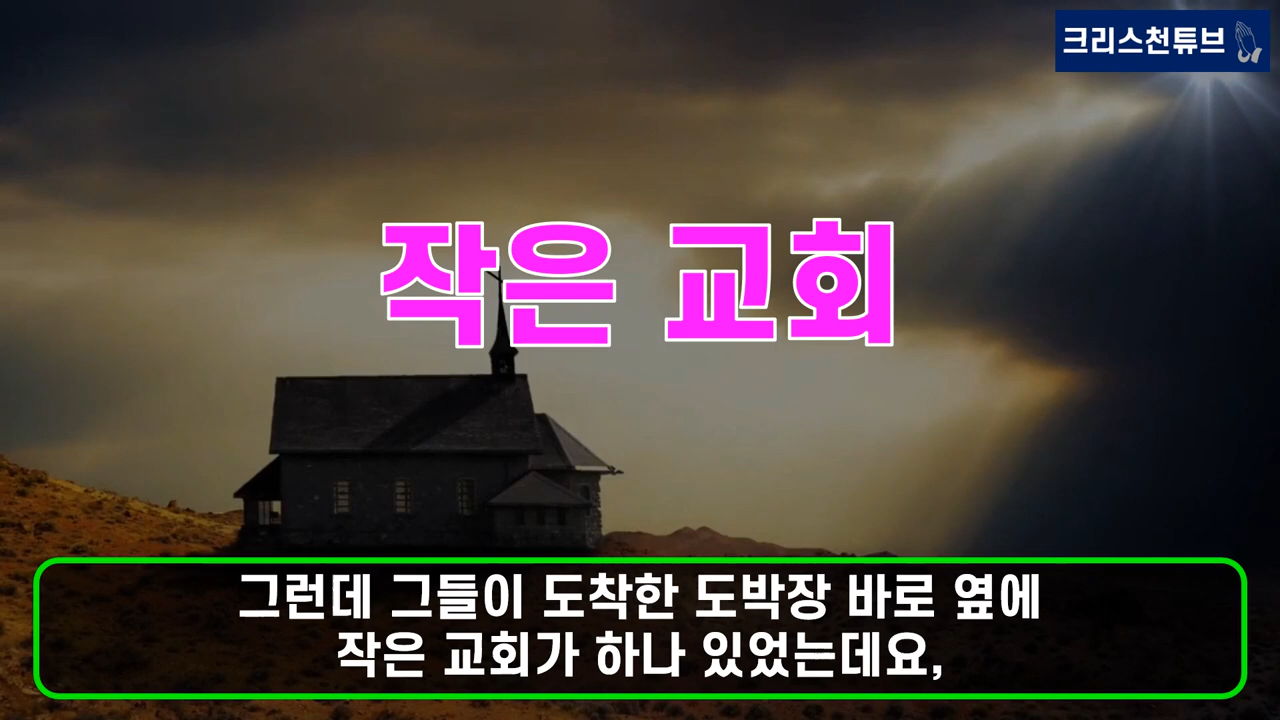 크리스천튜브
작은 교회
그런데 그들이 도착한 도박장 바로 옆에
작은 교회가 하나 있었는데요,